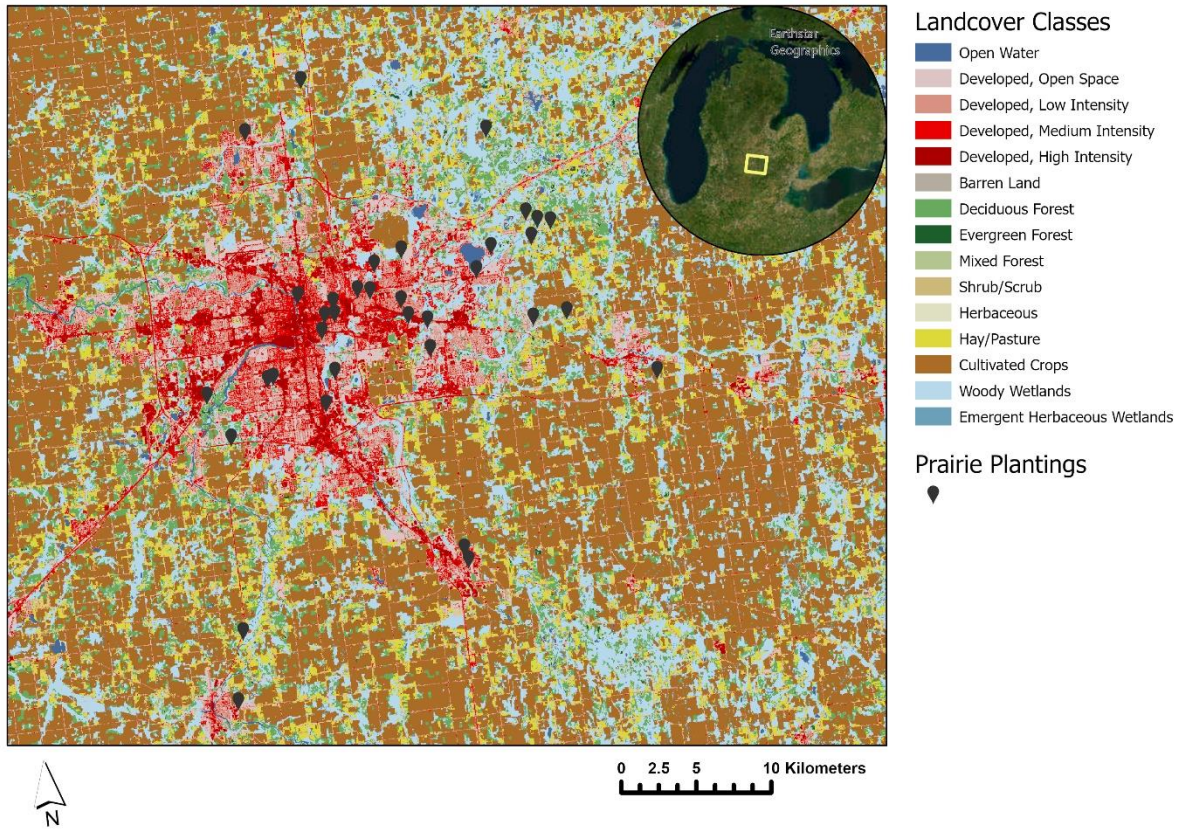 Earthstar
Geographics
Landcover Classes
Open Water
Developed, Open Space
Developed, Low Intensity
Developed, Medium Intensity
Developed, High Intensity
Barren Land
Deciduous Forest
Evergreen Forest
Mixed Forest
Shrub/Scrub
Herbaceous
Hay/Pasture
Cultivated Crops
Woody Wetlands
Emergent Herbaceous Wetlands
Prairie Plantings
0 2.5 5 10 Kilometers
N